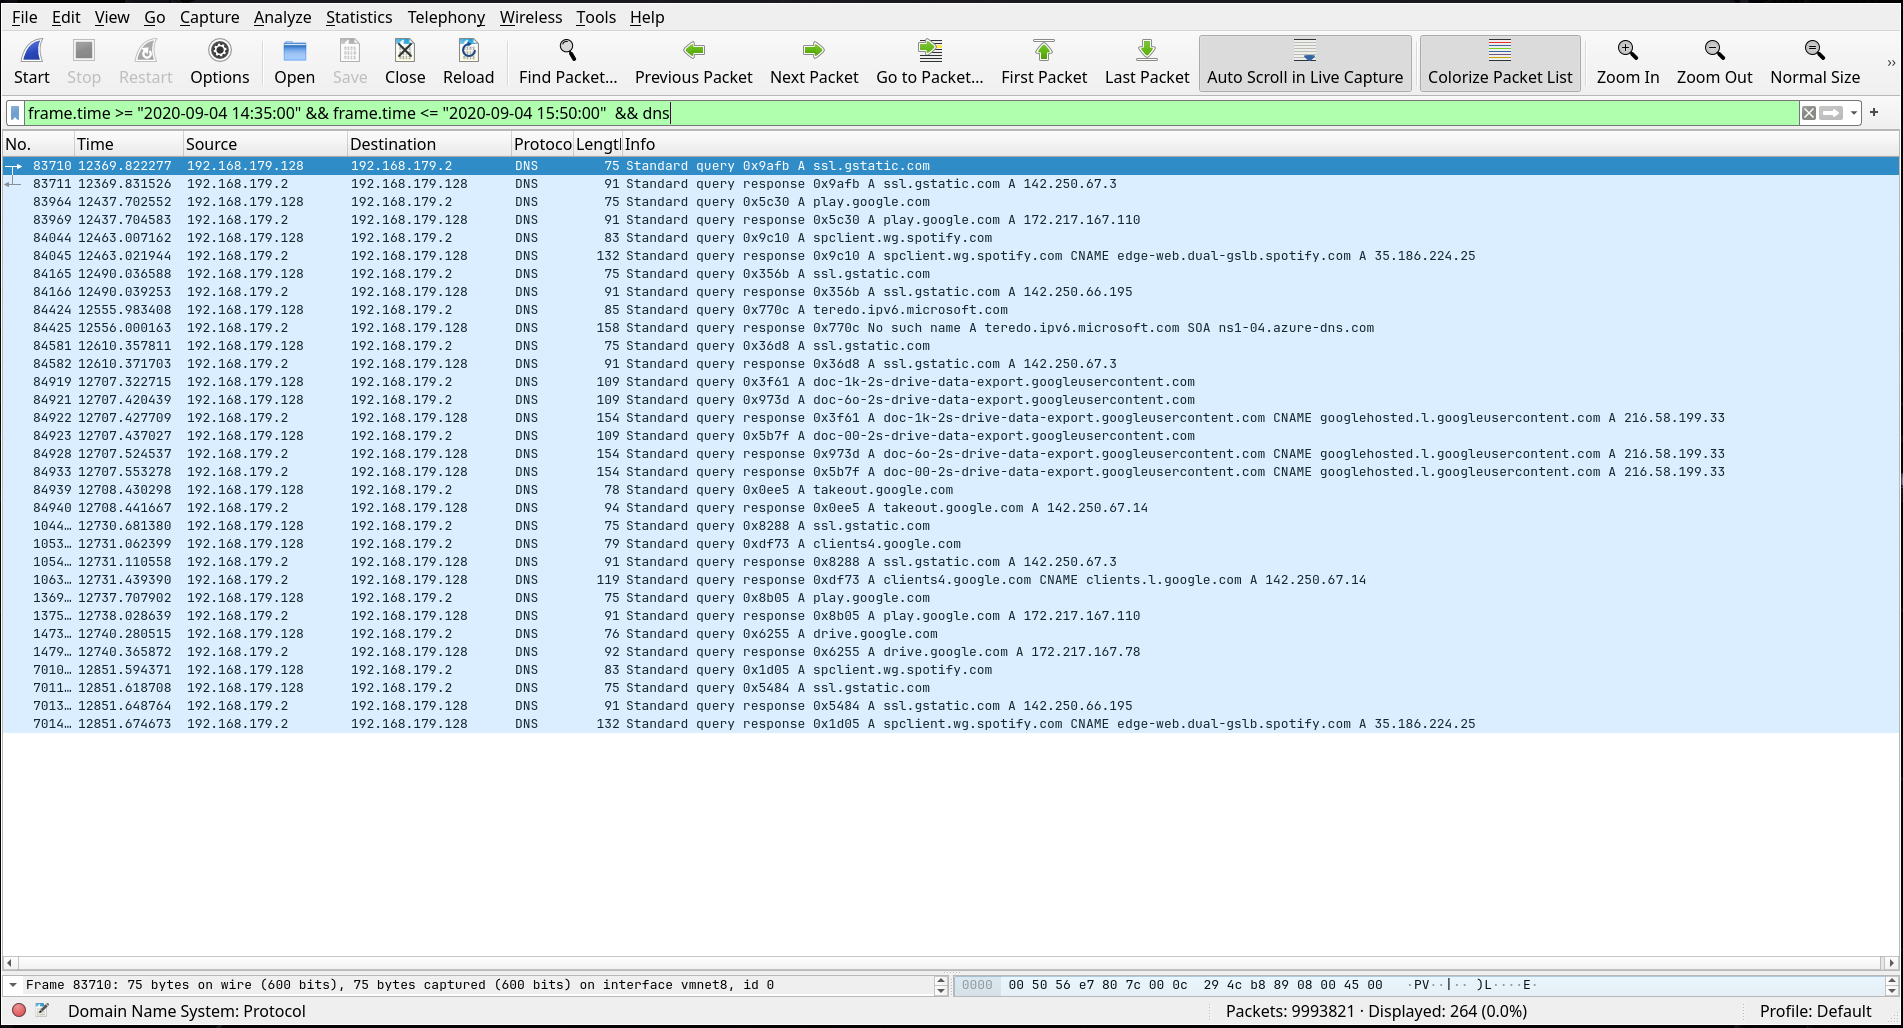 File Edit View Go Capture Analyze Statistics Telephony Wireless Tools Help
Start Stop Restart Options Open Save Close Reload Find Packet... Previous Packet Next Packet Go to Packet... First Packet Last Packet Auto Scroll in Live Capture Colorize Packet List Zoom In Zoom Out Normal Size »
frame.time >= "2020-09-04 14:35:00" && frame.time <= "2020-09-04 15:50:00"  && dns
No. Time Source Destination Protoco Lengtl Info
83710 12369.822277 192.168.179.128 192.168.179.2 DNS 75 Standard query 0x9afb A ssl.gstatic.com
83711 12369.831526 192.168.179.2 192.168.179.128 DNS 91 Standard query response 0x9afb A ssl.gstatic.com A 142.250.67.3
83964 12437.702552 192.168.179.128 192.168.179.2 DNS 75 Standard query 0x5c30 A play.google.com
83969 12437.704583 192.168.179.2 192.168.179.128 DNS 91 Standard query response 0x5c30 A play.google.com A 172.217.167.110
84044 12463.007162 192.168.179.128 192.168.179.2 DNS 83 Standard query 0x9c10 A spclient.wg.spotify.com
84045 12463.021944 192.168.179.2 192.168.179.128 DNS 132 Standard query response 0x9c10 A spclient.wg.spotify.com CNAME edge-web.dual-gslb.spotify.com A 35.186.224.25
84165 12490.036588 192.168.179.128 192.168.179.2 DNS 75 Standard query 0x356b A ssl.gstatic.com
84166 12490.039253 192.168.179.2 192.168.179.128 DNS 91 Standard query response 0x356b A ssl.gstatic.com A 142.250.66.195
84424 12555.983408 192.168.179.128 192.168.179.2 DNS 85 Standard query 0x770c A teredo.ipv6.microsoft.com
84425 12556.000163 192.168.179.2 192.168.179.128 DNS 158 Standard query response 0x770c No such name A teredo.ipv6.microsoft.com SOA ns1-04.azure-dns.com
84581 12610.357811 192.168.179.128 192.168.179.2 DNS 75 Standard query 0x36d8 A ssl.gstatic.com
84582 12610.371703 192.168.179.2 192.168.179.128 DNS 91 Standard query response 0x36d8 A ssl.gstatic.com A 142.250.67.3
84919 12707.322715 192.168.179.128 192.168.179.2 DNS 109 Standard query 0x3f61 A doc-1k-2s-drive-data-export.googleusercontent.com
84921 12707.420439 192.168.179.128 192.168.179.2 DNS 109 Standard query 0x973d A doc-6o-2s-drive-data-export.googleusercontent.com
84922 12707.427709 192.168.179.2 192.168.179.128 DNS 154 Standard query response 0x3f61 A doc-1k-2s-drive-data-export.googleusercontent.com CNAME googlehosted.l.googleusercontent.com A 216.58.199.33
84923 12707.437027 192.168.179.128 192.168.179.2 DNS 109 Standard query 0x5b7f A doc-00-2s-drive-data-export.googleusercontent.com
84928 12707.524537 192.168.179.2 192.168.179.128 DNS 154 Standard query response 0x973d A doc-6o-2s-drive-data-export.googleusercontent.com CNAME googlehosted.l.googleusercontent.com A 216.58.199.33
84933 12707.553278 192.168.179.2 192.168.179.128 DNS 154 Standard query response 0x5b7f A doc-00-2s-drive-data-export.googleusercontent.com CNAME googlehosted.l.googleusercontent.com A 216.58.199.33
84939 12708.430298 192.168.179.128 192.168.179.2 DNS 78 Standard query 0x0ee5 A takeout.google.com
84940 12708.441667 192.168.179.2 192.168.179.128 DNS 94 Standard query response 0x0ee5 A takeout.google.com A 142.250.67.14
1044… 12730.681380 192.168.179.128 192.168.179.2 DNS 75 Standard query 0x8288 A ssl.gstatic.com
1053… 12731.062399 192.168.179.128 192.168.179.2 DNS 79 Standard query 0xdf73 A clients4.google.com
1054… 12731.110558 192.168.179.2 192.168.179.128 DNS 91 Standard query response 0x8288 A ssl.gstatic.com A 142.250.67.3
1063… 12731.439390 192.168.179.2 192.168.179.128 DNS 119 Standard query response 0xdf73 A clients4.google.com CNAME clients.l.google.com A 142.250.67.14
1369… 12737.707902 192.168.179.128 192.168.179.2 DNS 75 Standard query 0x8b05 A play.google.com
1375… 12738.028639 192.168.179.2 192.168.179.128 DNS 91 Standard query response 0x8b05 A play.google.com A 172.217.167.110
1473… 12740.280515 192.168.179.128 192.168.179.2 DNS 76 Standard query 0x6255 A drive.google.com
1479… 12740.365872 192.168.179.2 192.168.179.128 DNS 92 Standard query response 0x6255 A drive.google.com A 172.217.167.78
7010… 12851.594371 192.168.179.128 192.168.179.2 DNS 83 Standard query 0x1d05 A spclient.wg.spotify.com
7011… 12851.618708 192.168.179.128 192.168.179.2 DNS 75 Standard query 0x5484 A ssl.gstatic.com
7013… 12851.648764 192.168.179.2 192.168.179.128 DNS 91 Standard query response 0x5484 A ssl.gstatic.com A 142.250.66.195
7014… 12851.674673 192.168.179.2 192.168.179.128 DNS 132 Standard query response 0x1d05 A spclient.wg.spotify.com CNAME edge-web.dual-gslb.spotify.com A 35.186.224.25
Frame 83710: 75 bytes on wire (600 bits), 75 bytes captured (600 bits) on interface vmnet8, id 0
0000 00 50 56 e7 80 7c 00 0c 29 4c b8 89 08 00 45 00 ·PV··|·· )L····E·
Domain Name System: Protocol Packets: 9993821 · Displayed: 264 (0.0%) Profile: Default